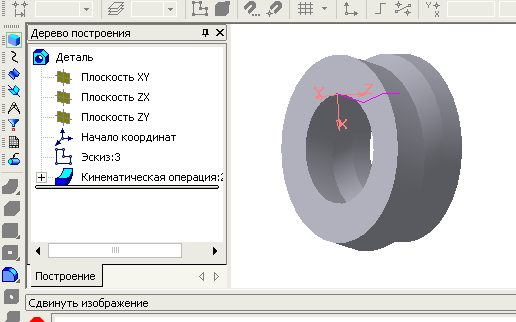 Дерево построения
Деталь
Плоскость XY
Плоскость ZX
Плоскость ZY
Начало координат
Эскиз:3
Кинематическая операция:2
Построение
Сдвинуть изображение
X
Z